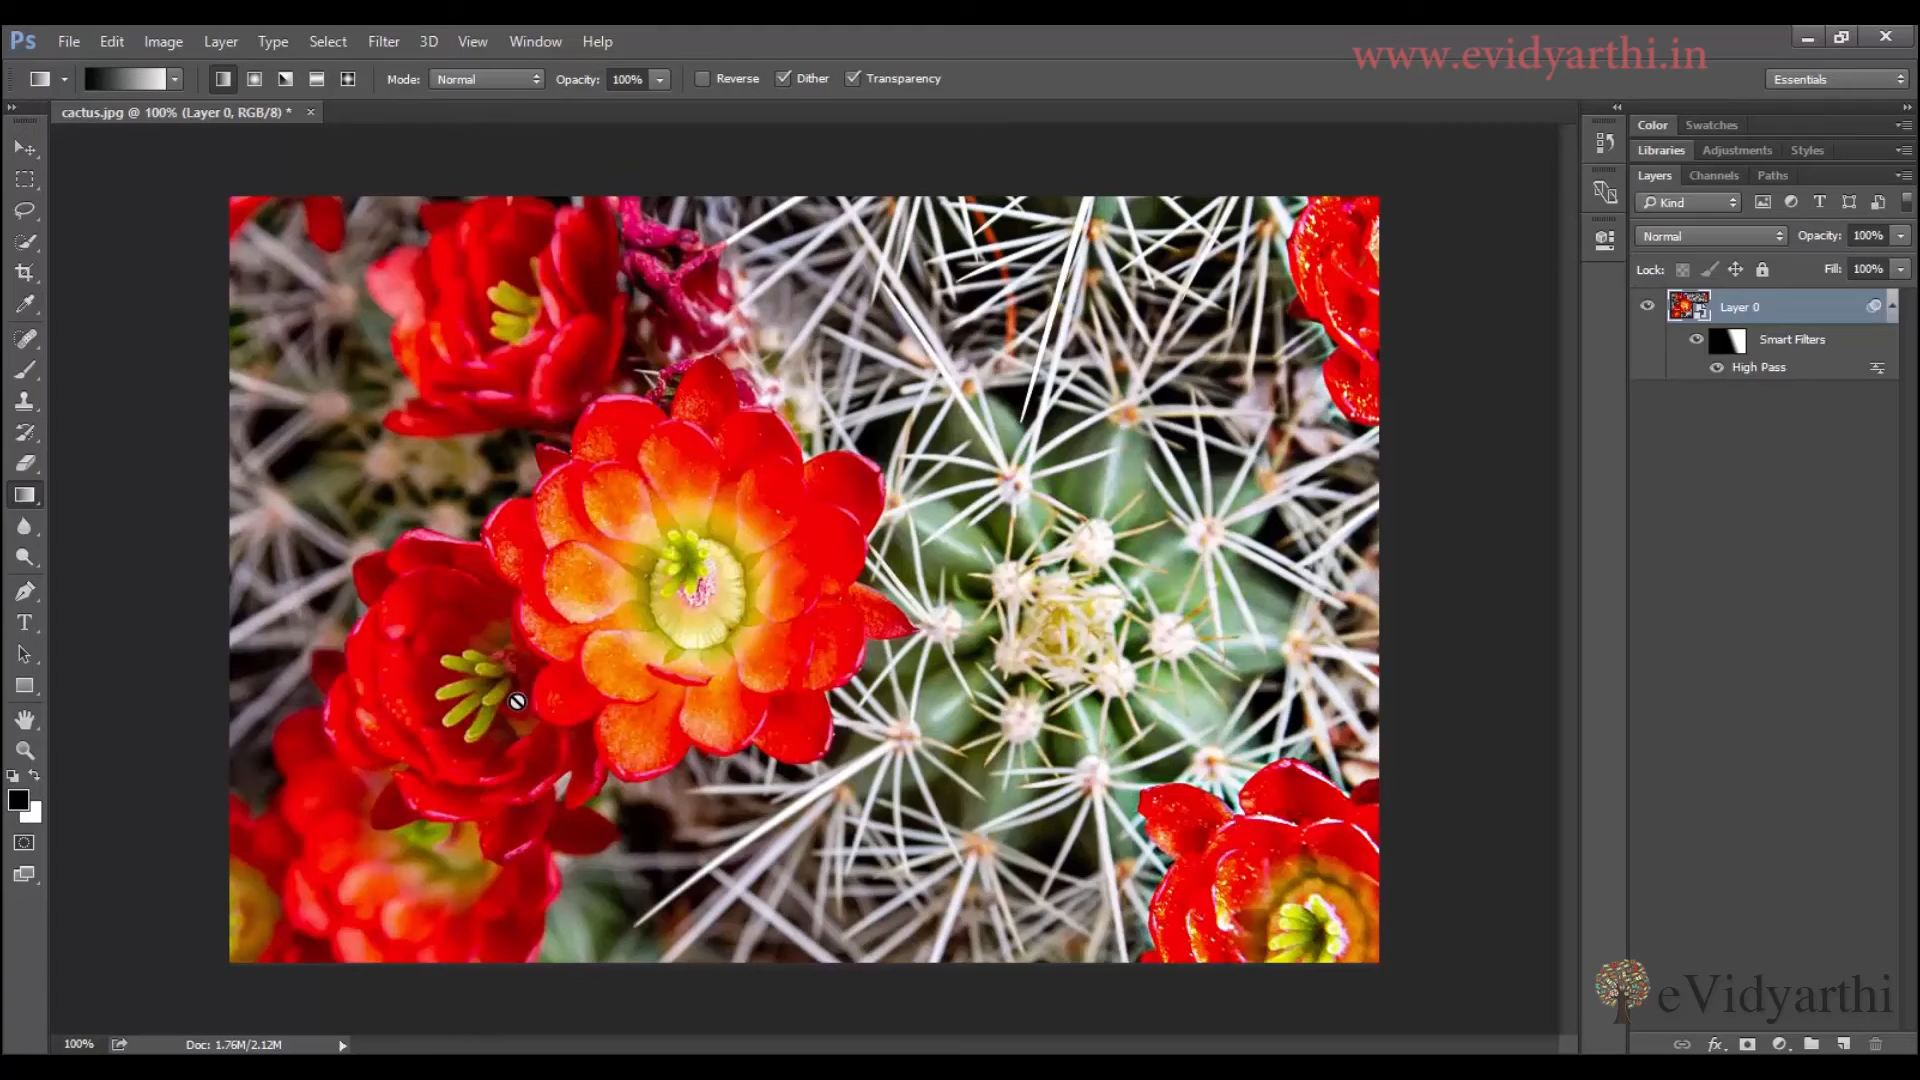 Ps File Edit Image Layer Type Select Filter 3D View Window Help
www.evidyarthi.in
Mode: Normal Opacity: 100% Reverse Dither Transparency Essentials
cactus.jpg @ 100% (Layer 0, RGB/8) *
Color Swatches
Libraries Adjustments Styles
Layers Channels Paths
Kind
Normal Opacity: 100%
Lock: Fill: 100%
Layer 0
Smart Filters
High Pass
eVidyarthi
100% Doc: 1.76M/2.12M
fx